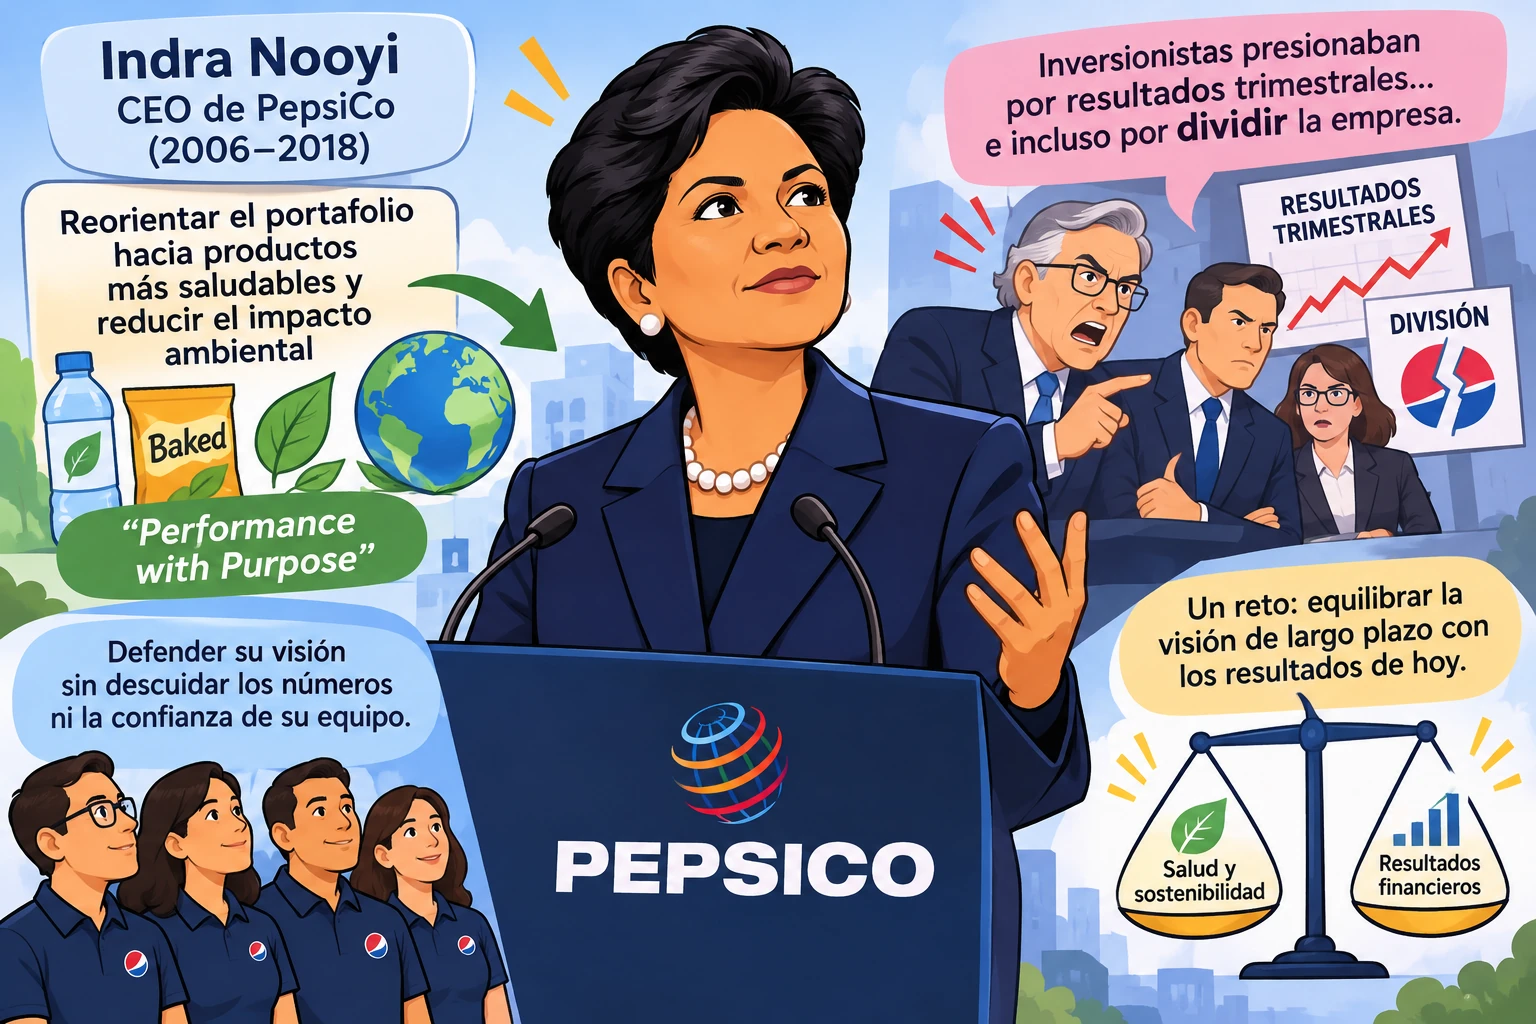 Indra Nooyi
CEO de PepsiCo
(2006–2018)
Reorientar el portafolio
hacia productos
más saludables y
reducir el impacto
ambiental
Baked
“Performance
with Purpose”
Defender su visión
sin descuidar los números
ni la confianza de su equipo.
PEPSICO
Inversionistas presionaban
por resultados trimestrales...
e incluso por dividir la empresa.
RESULTADOS
TRIMESTRALES
DIVISIÓN
Un reto: equilibrar la
visión de largo plazo con
los resultados de hoy.
Salud y
sostenibilidad
Resultados
financieros